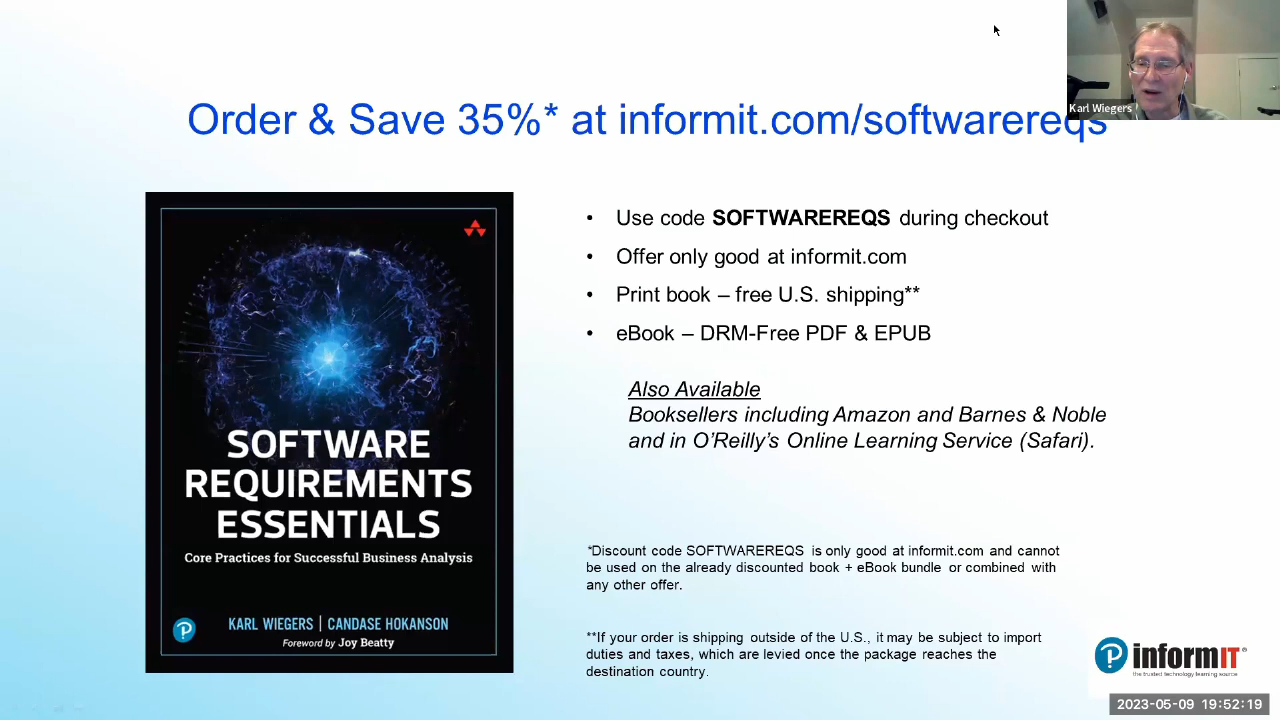 Karl Wiegers
Order & Save 35%* at informit.com/softwarereqs
• Use code SOFTWAREREQS during checkout
• Offer only good at informit.com
• Print book – free U.S. shipping**
• eBook – DRM-Free PDF & EPUB
Also Available
Booksellers including Amazon and Barnes & Noble
and in O’Reilly’s Online Learning Service (Safari).
SOFTWARE
REQUIREMENTS
ESSENTIALS
Core Practices for Successful Business Analysis
KARL WIEGERS | CANDASE HOKANSON
Foreword by Joy Beatty
*Discount code SOFTWAREREQS is only good at informit.com and cannot
be used on the already discounted book + eBook bundle or combined with
any other offer.
**If your order is shipping outside of the U.S., it may be subject to import
duties and taxes, which are levied once the package reaches the
destination country.
P
P informIT®
the trusted technology learning source
2023-05-09 19:52:19